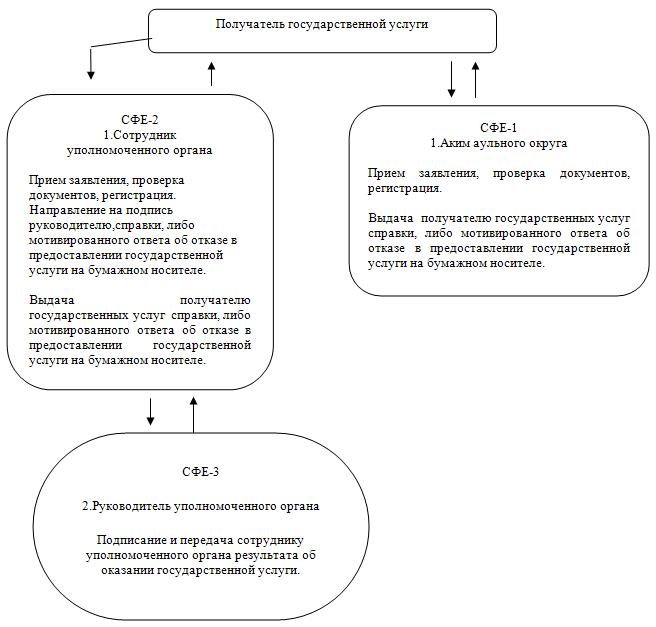 Получатель государственной услуги
СФЕ-2
1.Сотрудник
уполномоченного органа
Прием заявления, проверка
документов, регистрация.
Направление на подпись
руководителю,справки, либо
мотивированного ответа об отказе в
предоставлении государственной
услуги на бумажном носителе.
Выдача получателю
государственных услуг справки, либо
мотивированного ответа об отказе в
предоставлении государственной
услуги на бумажном носителе.
СФЕ-1
1.Аким аульного округа
Прием заявления, проверка документов,
регистрация.
Выдача получателю государственных услуг
справки, либо мотивированного ответа об
отказе в предоставлении государственной
услуги на бумажном носителе.
СФЕ-3
2.Руководитель уполномоченного органа
Подписание и передача сотруднику
уполномоченного органа результата об
оказании государственной услуги.